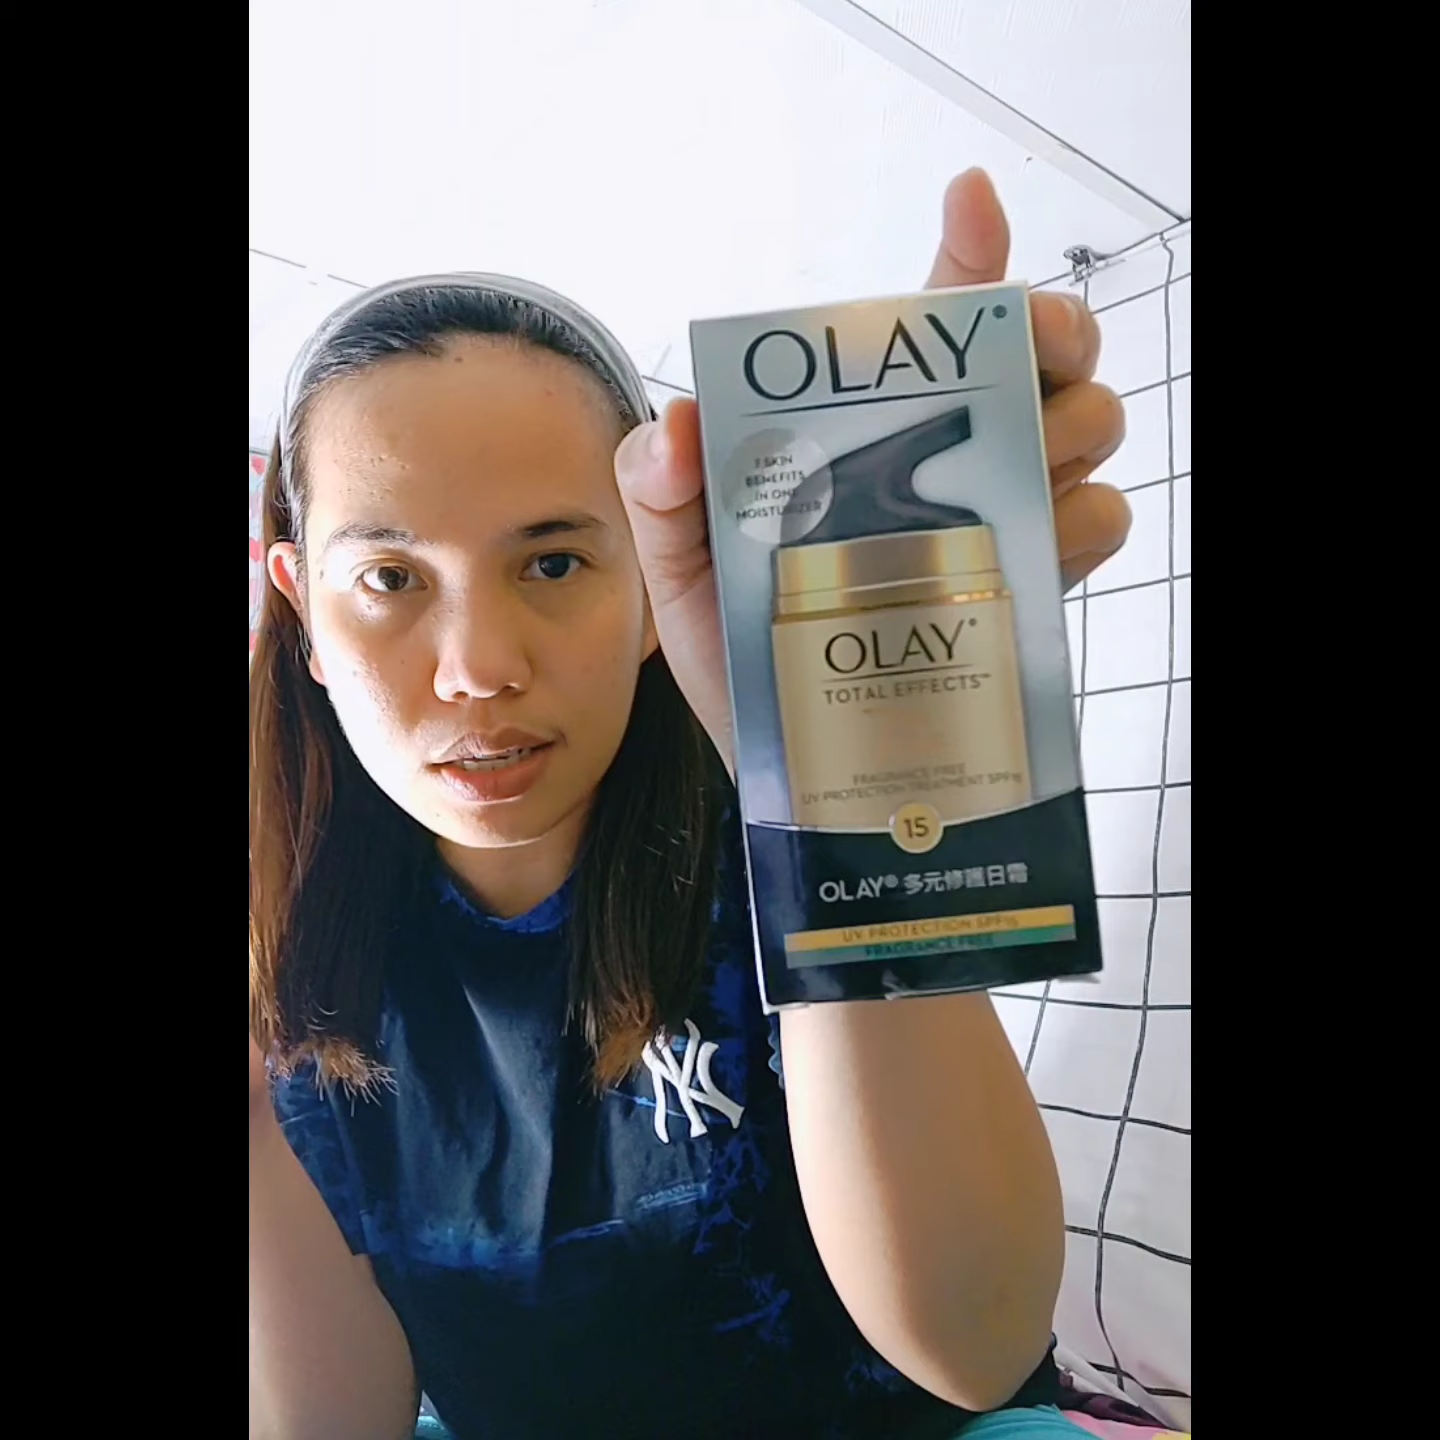 OLAY®
7 SKIN
BENEFITS
IN ONE
MOISTURIZER
OLAY®
TOTAL EFFECTS™
FRAGRANCE FREE
UV PROTECTION TREATMENT SPF15
15
OLAY® 多元修護日霜
UV PROTECTION SPF15
FRAGRANCE FREE
NY